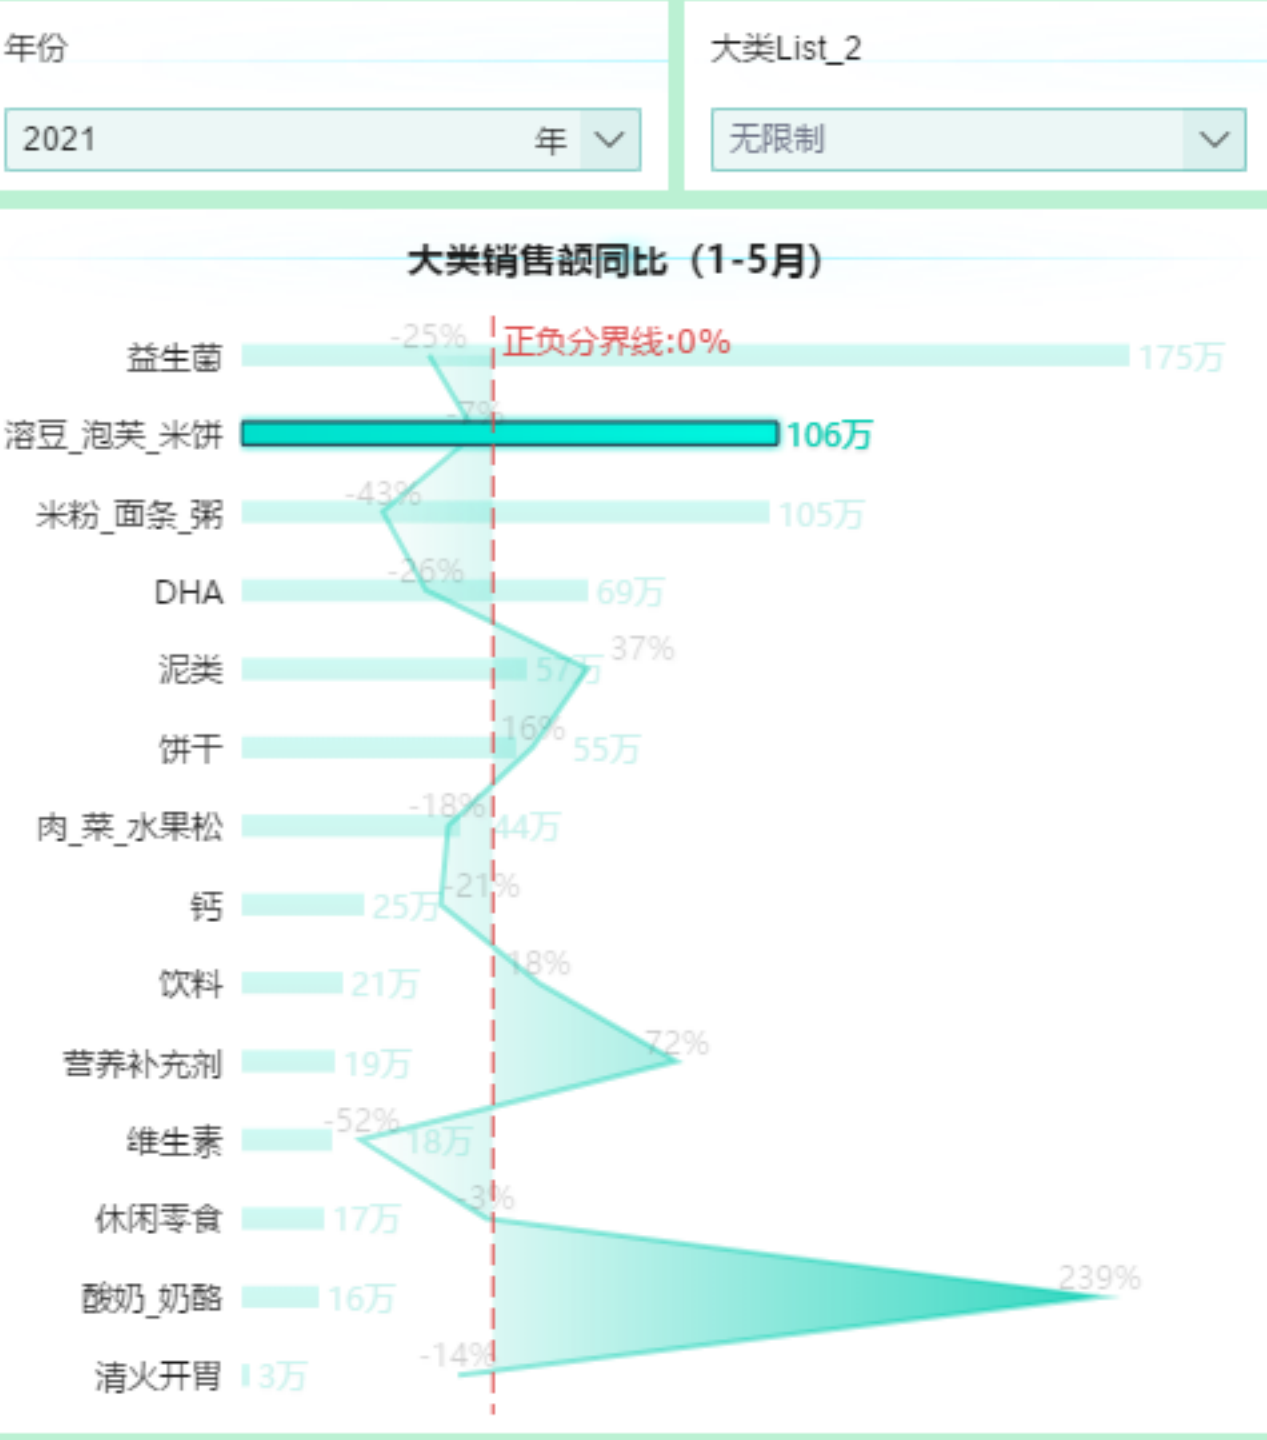 年份
大类List_2
2021
年
无限制
大类销售额同比（1-5月）
-25%
正负分界线:0%
益生菌
175万
-7%
溶豆_泡芙_米饼
106万
-43%
米粉_面条_粥
105万
-26%
DHA
69万
37%
泥类
57万
16%
饼干
55万
-18%
肉_菜_水果松
44万
-21%
钙
25万
18%
饮料
21万
72%
营养补充剂
19万
-52%
维生素
18万
-3%
休闲零食
17万
239%
酸奶_奶酪
16万
-14%
清火开胃
3万